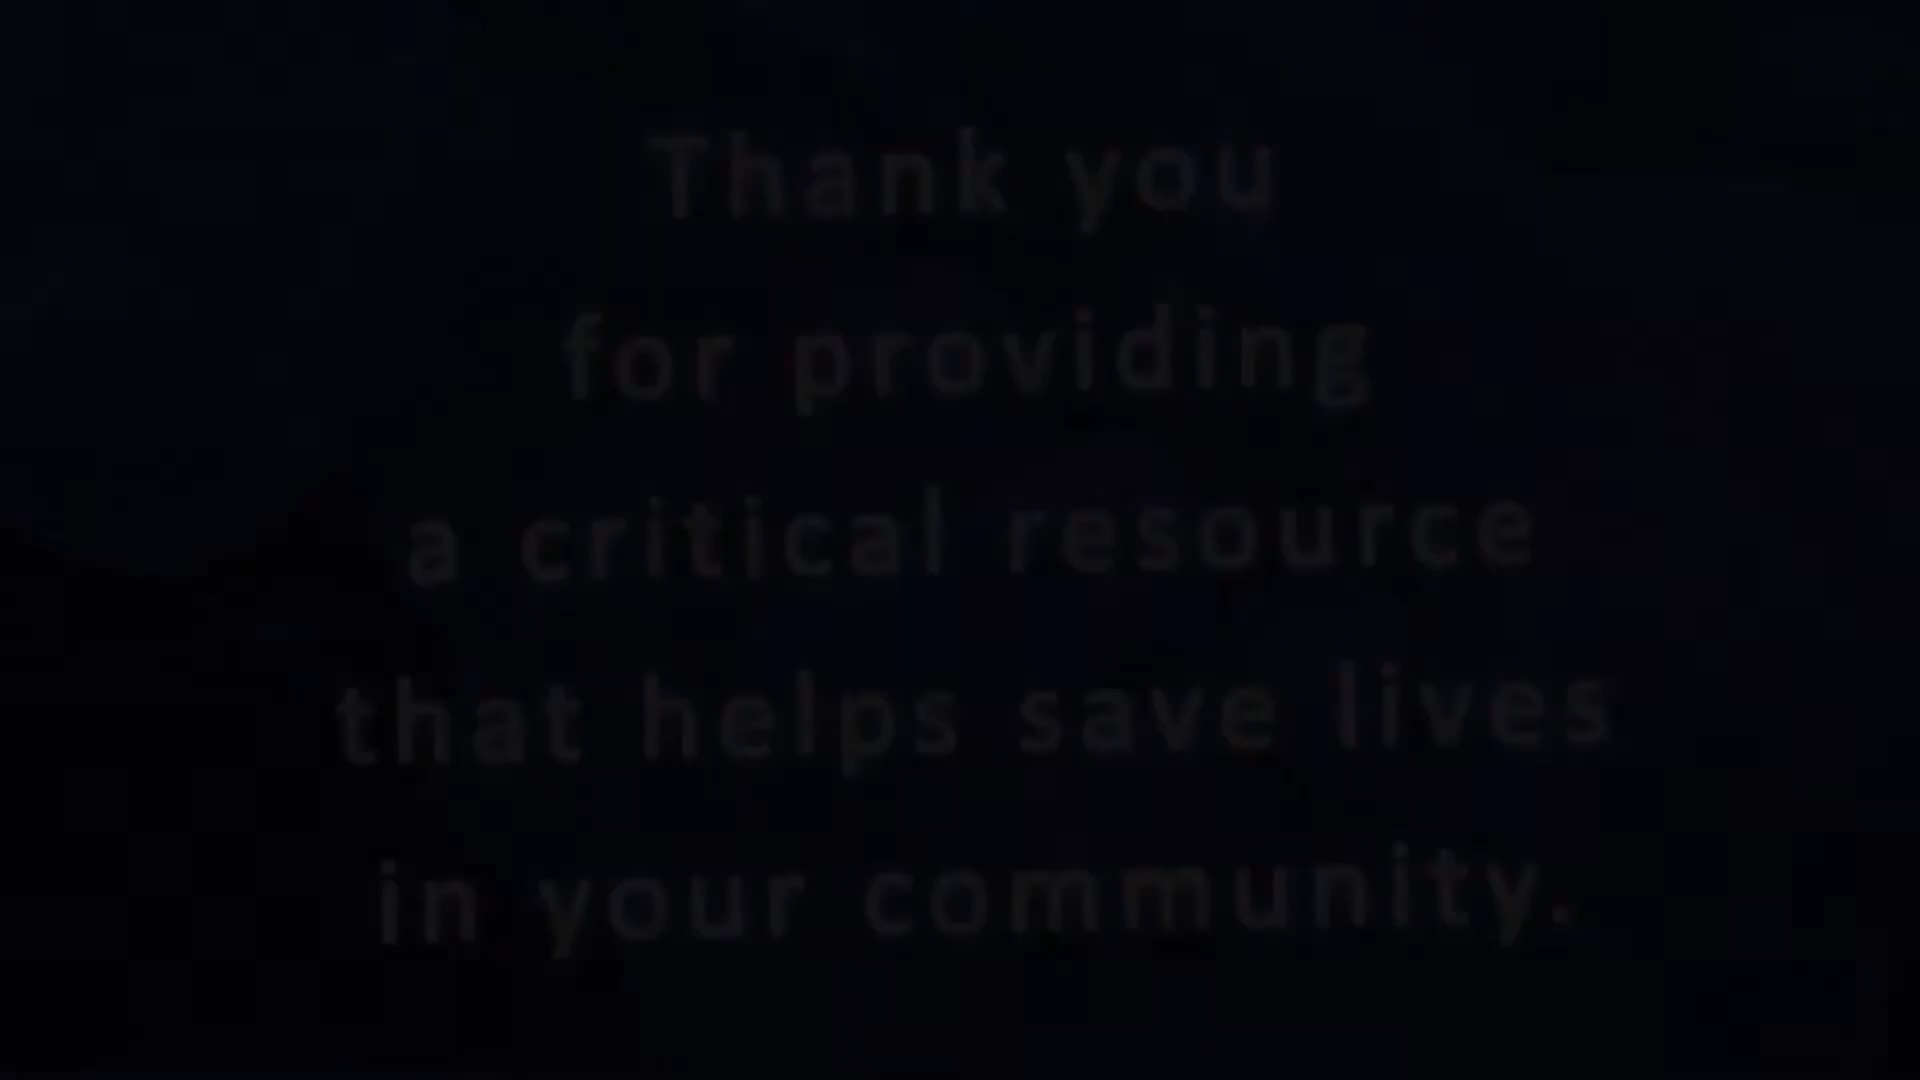 Thank you
for providing
a critical resource
that helps save lives
in your community.